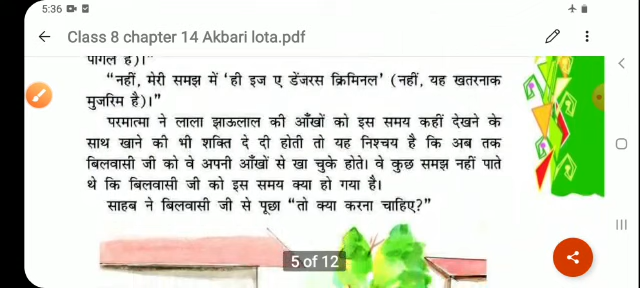 5:36
Class 8 chapter 14 Akbari lota.pdf
पागल है)।”
“नहीं, मेरी समझ में ‘ही इज ए डेंजरस क्रिमिनल’ (नहीं, यह खतरनाक
मुजरिम है)।”
परमात्मा ने लाला झाऊलाल की आँखों को इस समय कहीं देखने के
साथ खाने की भी शक्ति दे दी होती तो यह निश्चय है कि अब तक
बिलवासी जी को वे अपनी आँखों से खा चुके होते। वे कुछ समझ नहीं पाते
थे कि बिलवासी जी को इस समय क्या हो गया है।
साहब ने बिलवासी जी से पूछा “तो क्या करना चाहिए?”
5 of 12